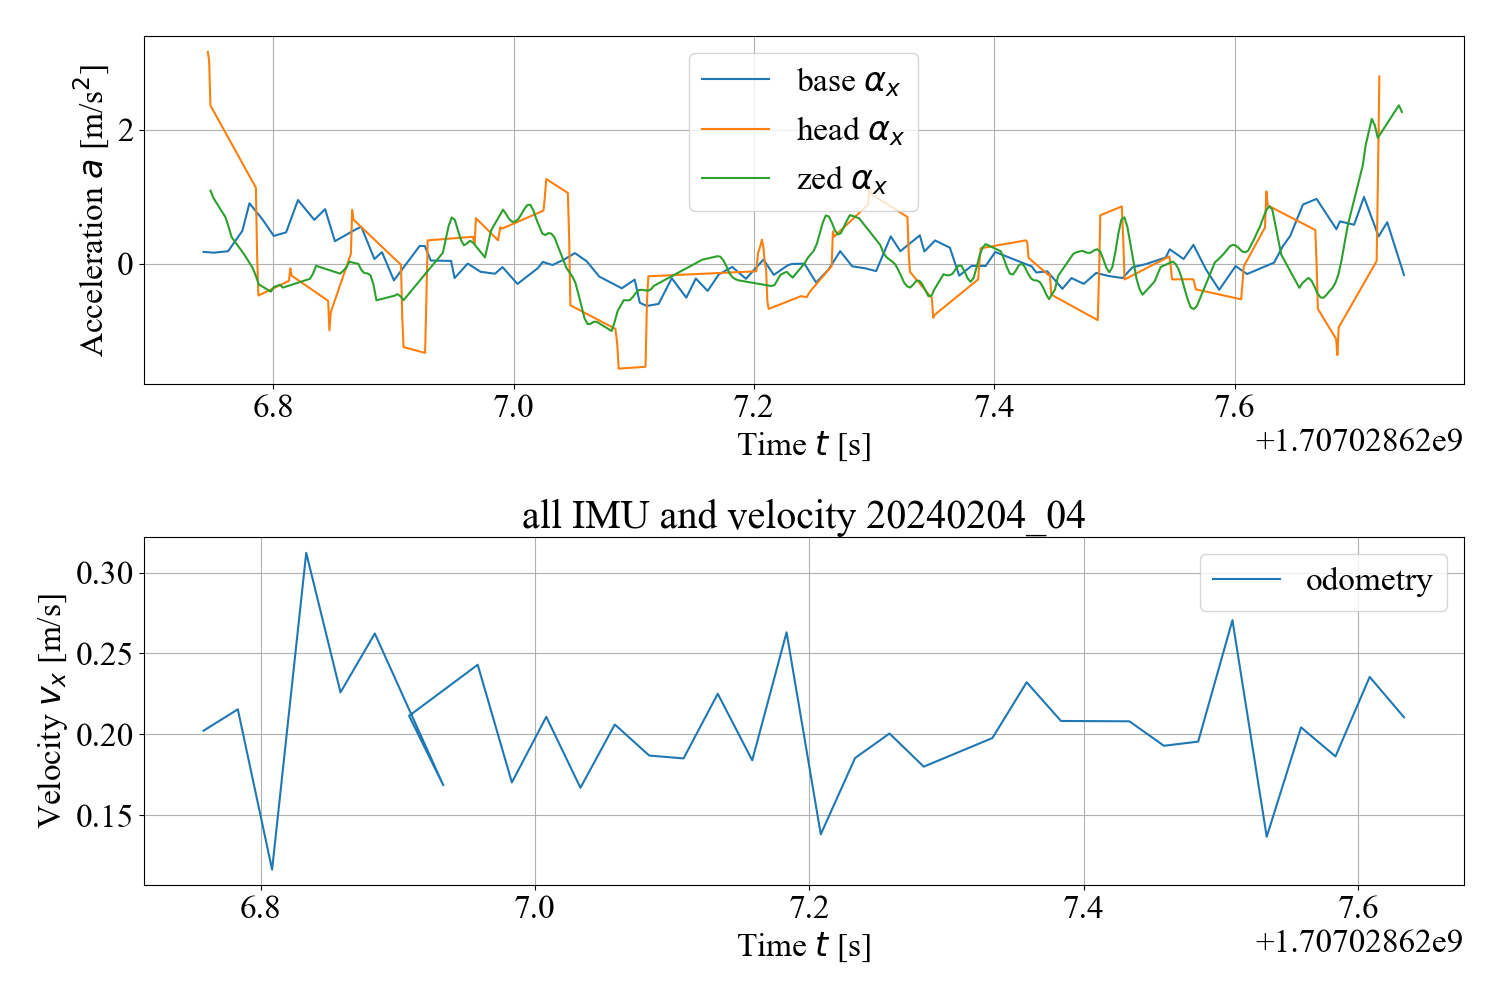 Acceleration a [m/s²]
2
0
base αx
head αx
zed αx
6.8 7.0 7.2 7.4 7.6
Time t [s]
+1.70702862e9
all IMU and velocity 20240204_04
Velocity vx [m/s]
0.30
0.25
0.20
0.15
odometry
6.8 7.0 7.2 7.4 7.6
Time t [s]
+1.70702862e9